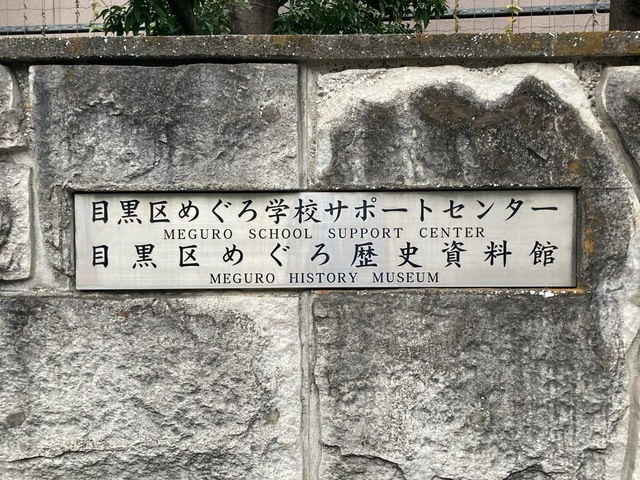 目黒区めぐろ学校サポートセンター
MEGURO SCHOOL SUPPORT CENTER
目黒区めぐろ歴史資料館
MEGURO HISTORY MUSEUM